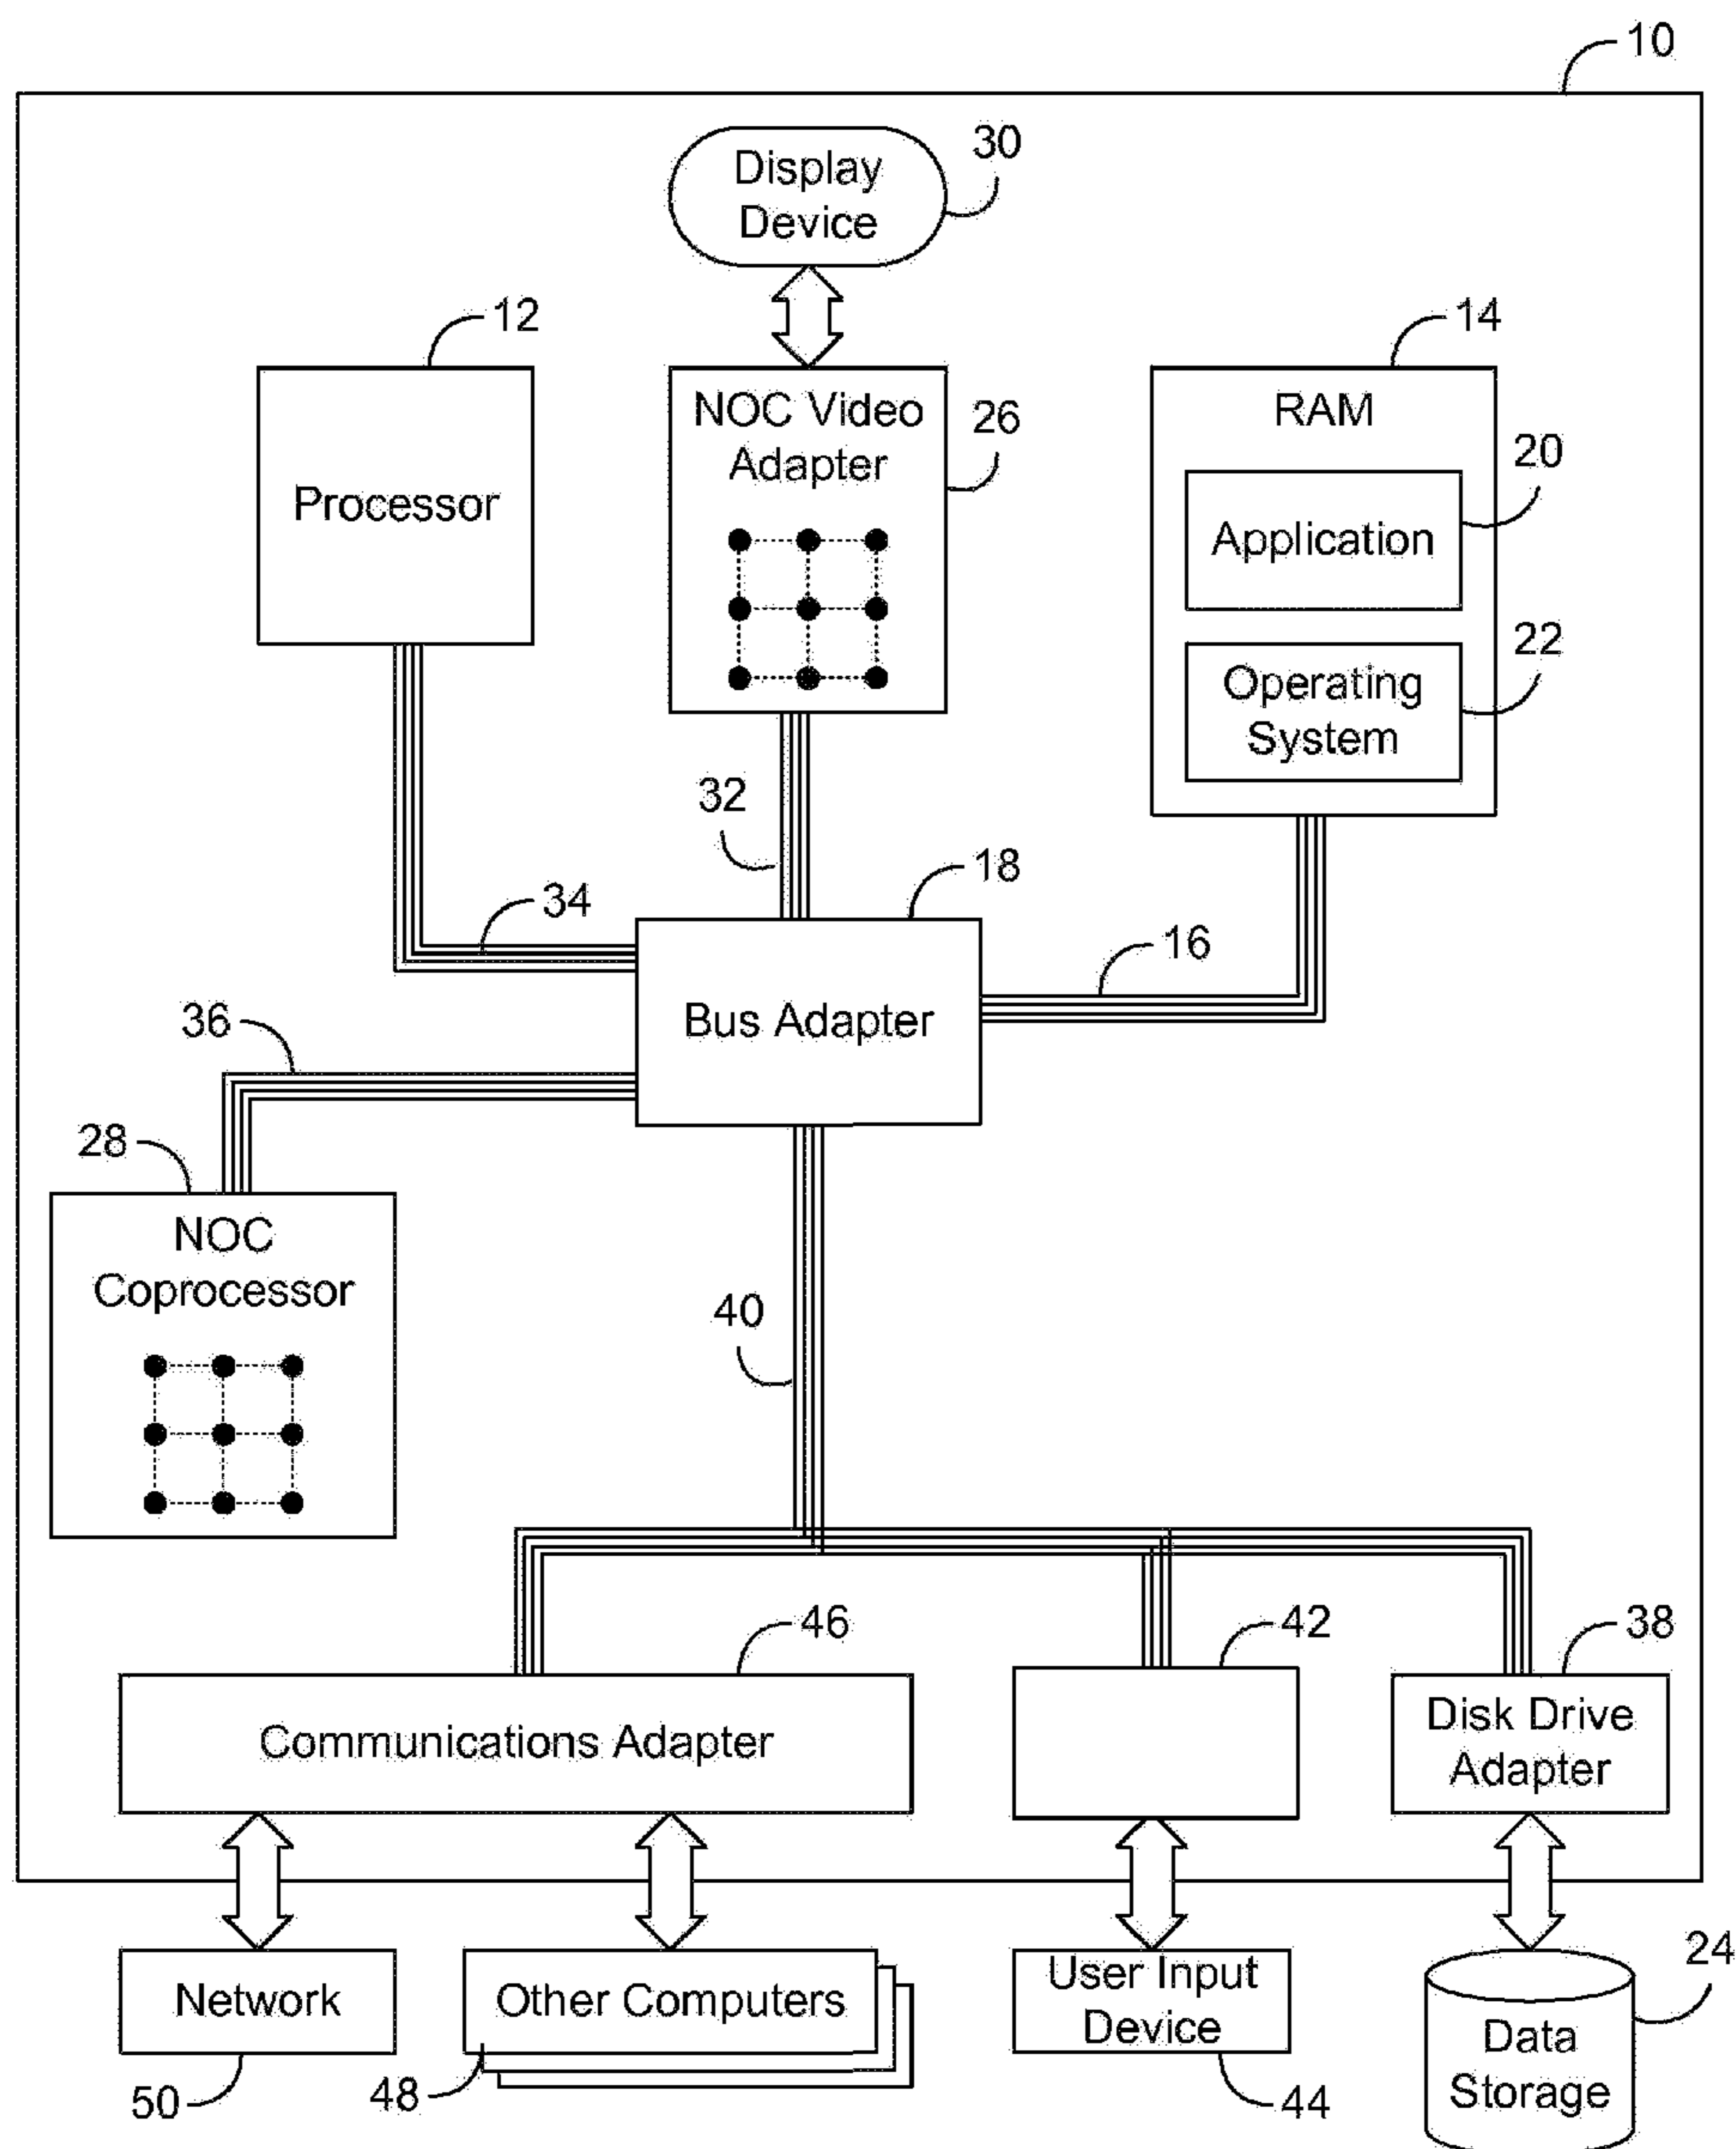 10
Display
Device
30
12
14
Processor
NOC Video
Adapter
26
RAM
20
Application
22
Operating
System
32
34
18
16
36
Bus Adapter
28
NOC
Coprocessor
40
46
42
38
Communications Adapter
Disk Drive
Adapter
Network
50
Other Computers
48
User Input
Device
44
24
Data
Storage